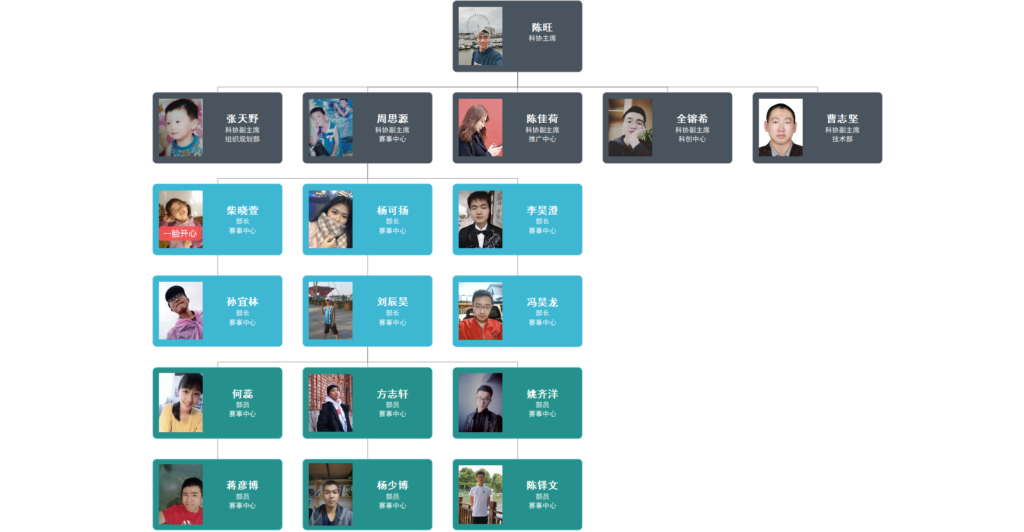 陈旺
科协主席
张天野
科协副主席
组织规划部
周思源
科协副主席
赛事中心
陈佳荷
科协副主席
推广中心
全镕希
科协副主席
科创中心
曹志坚
科协副主席
技术部
柴晓萱
部长
赛事中心
一脸开心
杨可扬
部长
赛事中心
李昊澄
部长
赛事中心
孙宜林
部长
赛事中心
刘辰昊
部长
赛事中心
冯昊龙
部长
赛事中心
何蕊
部员
赛事中心
方志轩
部员
赛事中心
姚齐洋
部员
赛事中心
蒋彦博
部员
赛事中心
杨少博
部员
赛事中心
陈铎文
部员
赛事中心